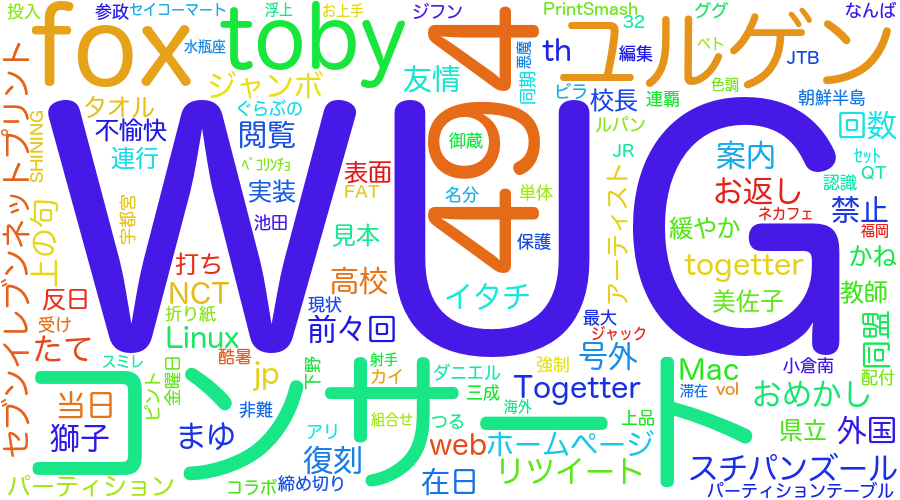 投入
参政
セイコーマート
浮上
お上手
ジフン
PrintSmash
32
ググ
ベト
なんば
fox
toby
494
th
ユルゲン
水瓶座
悪魔
同期
編集
JTB
ジャンボ
友情
ビラ
校長
連覇
色調
朝鮮半島
セブンイレブンネットプリント
SHINING
タオル
ぐらぶの
不愉快
閲覧
ルパン
回数
WUG
連行
ﾍﾟｺﾘﾝﾁｮ
表面
御蔵
JR
案内
ｾｯﾄ
QT
実装
FAT
名分
単体
アーティスト
お返し
認識
上の句
宇都宮
池田
見本
保護
緩やか
ネカフェ
禁止
福岡
打ち
高校
togetter
かね
反日
NCT
折り紙
現状
イタチ
美佐子
教師
受け
たて
Linux
前々回
最大
ジャック
同盟
スミレ
酷暑
射手
号外
小倉南
コンサート
金曜日
jp
下野
カイ
ダニエル
強制
Mac
配付
当日
ピント
非難
三成
Togetter
滞在
vol
おめかし
獅子
まゆ
アリ
組合せ
つる
海外
上品
県立
外国
復刻
web
ホームページ
パーティション
コラボ
締め切り
在日
リツイート
スチパンズール
パーティションテーブル